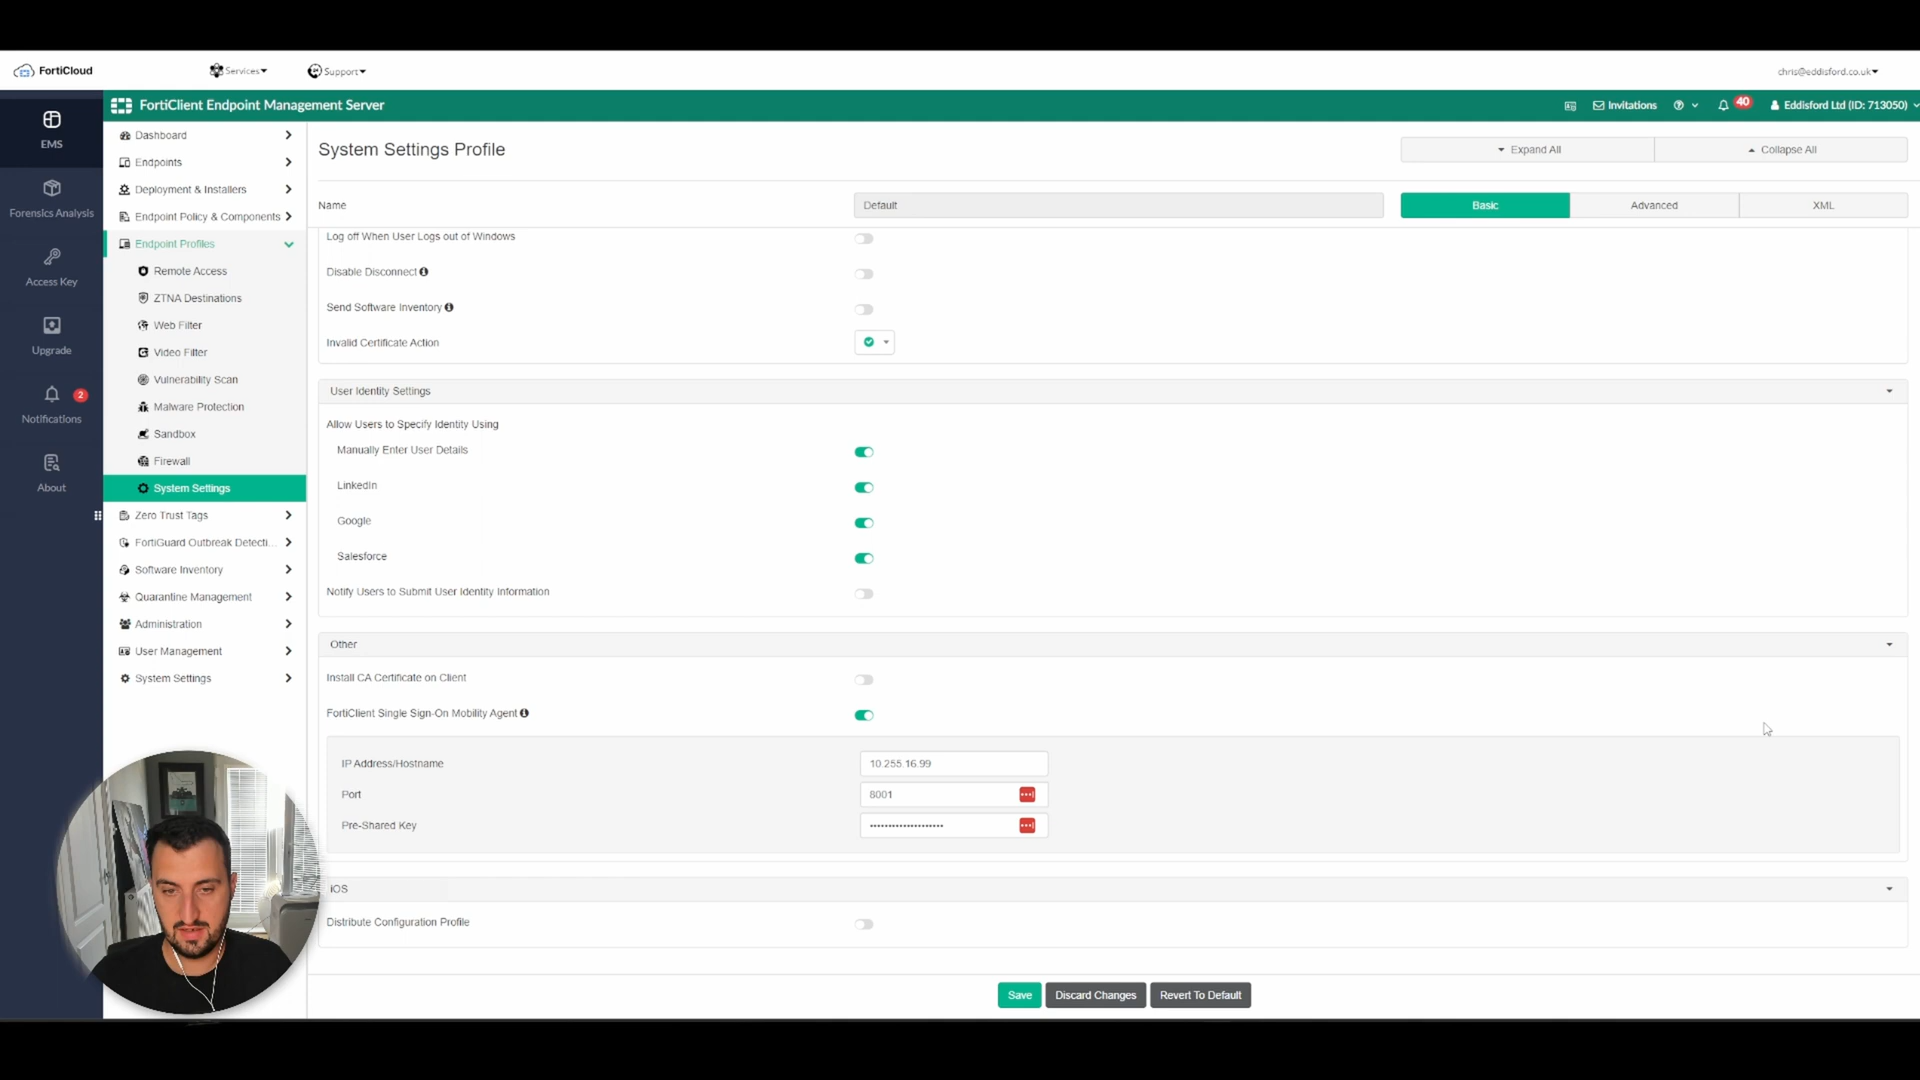 FortiCloud
Services
Support
chris@eddisford.co.uk
FortiClient Endpoint Management Server
Invitations
40
Eddisford Ltd (ID: 713050)
EMS
Forensics Analysis
Access Key
Upgrade
2
Notifications
About
Dashboard
Endpoints
Deployment & Installers
Endpoint Policy & Components
Endpoint Profiles
Remote Access
ZTNA Destinations
Web Filter
Video Filter
Vulnerability Scan
Malware Protection
Sandbox
Firewall
System Settings
Zero Trust Tags
FortiGuard Outbreak Detecti...
Software Inventory
Quarantine Management
Administration
User Management
System Settings
System Settings Profile
Expand All
Collapse All
Name
Default
Basic
Advanced
XML
Log off When User Logs out of Windows
Disable Disconnect
Send Software Inventory
Invalid Certificate Action
User Identity Settings
Allow Users to Specify Identity Using
Manually Enter User Details
LinkedIn
Google
Salesforce
Notify Users to Submit User Identity Information
Other
Install CA Certificate on Client
FortiClient Single Sign-On Mobility Agent
IP Address/Hostname
10.255.16.99
Port
8001
Pre-Shared Key
••••••••••••••••••••
iOS
Distribute Configuration Profile
Save
Discard Changes
Revert To Default